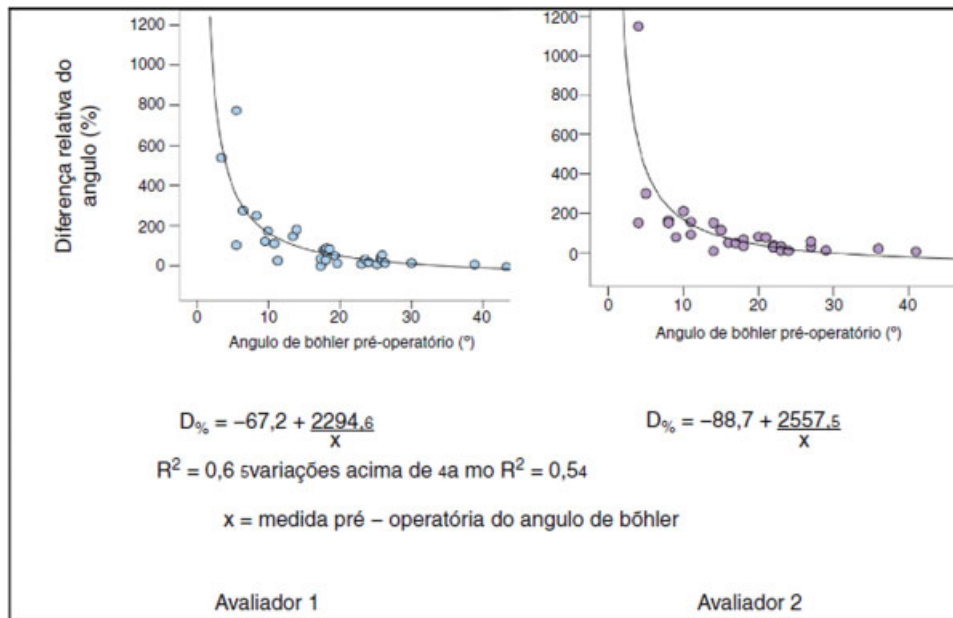 1200
1000
800
600
400
200
0
Diferença relativa do
angulo (%)
0 10 20 30 40
Angulo de böhler pré-operatório (º)
1200
1000
800
600
400
200
0
0 10 20 30 40
Angulo de böhler pré-operatório (º)
D% = –67,2 + 2294,6
x
D% = –88,7 + 2557,5
x
R2 = 0,6 5variações acima de 4a mo R2 = 0,54
x = medida pré – operatória do angulo de böhler
Avaliador 1
Avaliador 2